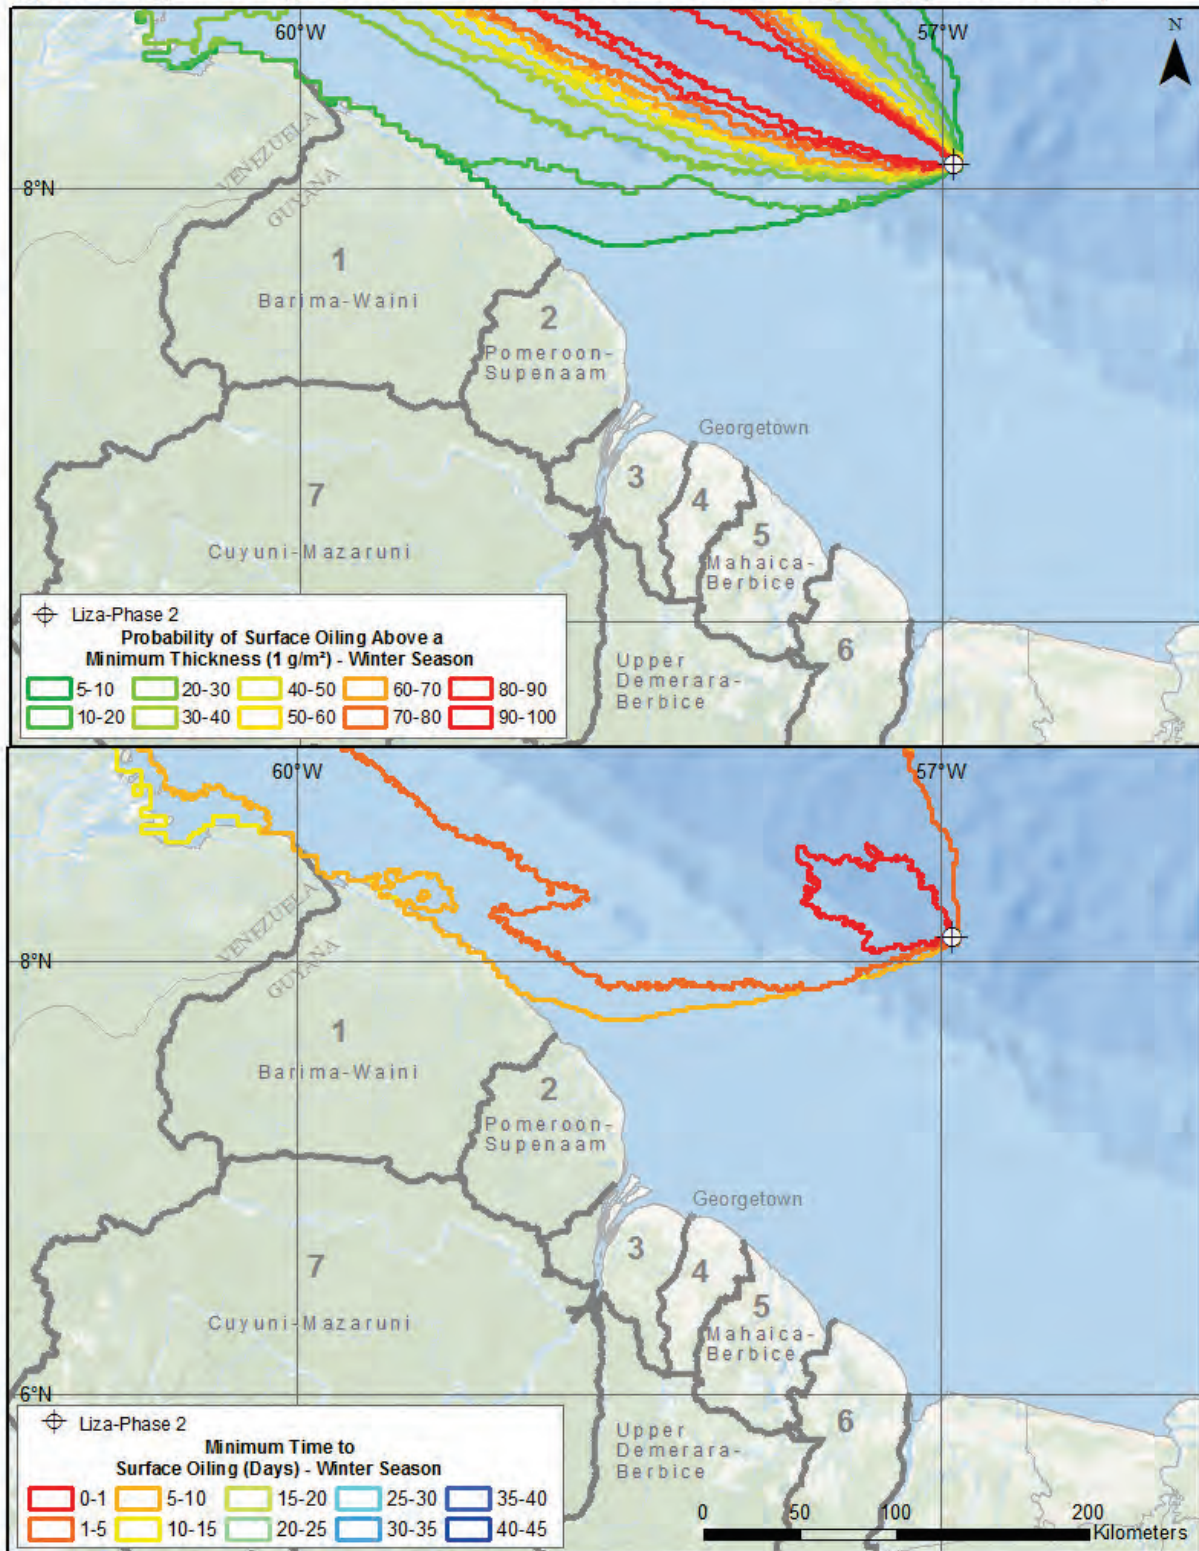 60°W
57°W
N
8°N
VENEZUELA
GUYANA
1
Barima-Waini
2
Pomeroon-
Supenaam
Georgetown
3
4
7
5
Cuyuni-Mazaruni
Mahaica-
Berbice
6
Upper
Demerara-
Berbice
Liza-Phase 2
Probability of Surface Oiling Above a
Minimum Thickness (1 g/m²) - Winter Season
5-10 20-30 40-50 60-70 80-90
10-20 30-40 50-60 70-80 90-100
60°W
57°W
8°N
VENEZUELA
GUYANA
1
Barima-Waini
2
Pomeroon-
Supenaam
Georgetown
3
4
7
5
Cuyuni-Mazaruni
Mahaica-
Berbice
6°N
6
Upper
Demerara-
Berbice
Liza-Phase 2
Minimum Time to
Surface Oiling (Days) - Winter Season
0-1 5-10 15-20 25-30 35-40
1-5 10-15 20-25 30-35 40-45
0 50 100 200
Kilometers